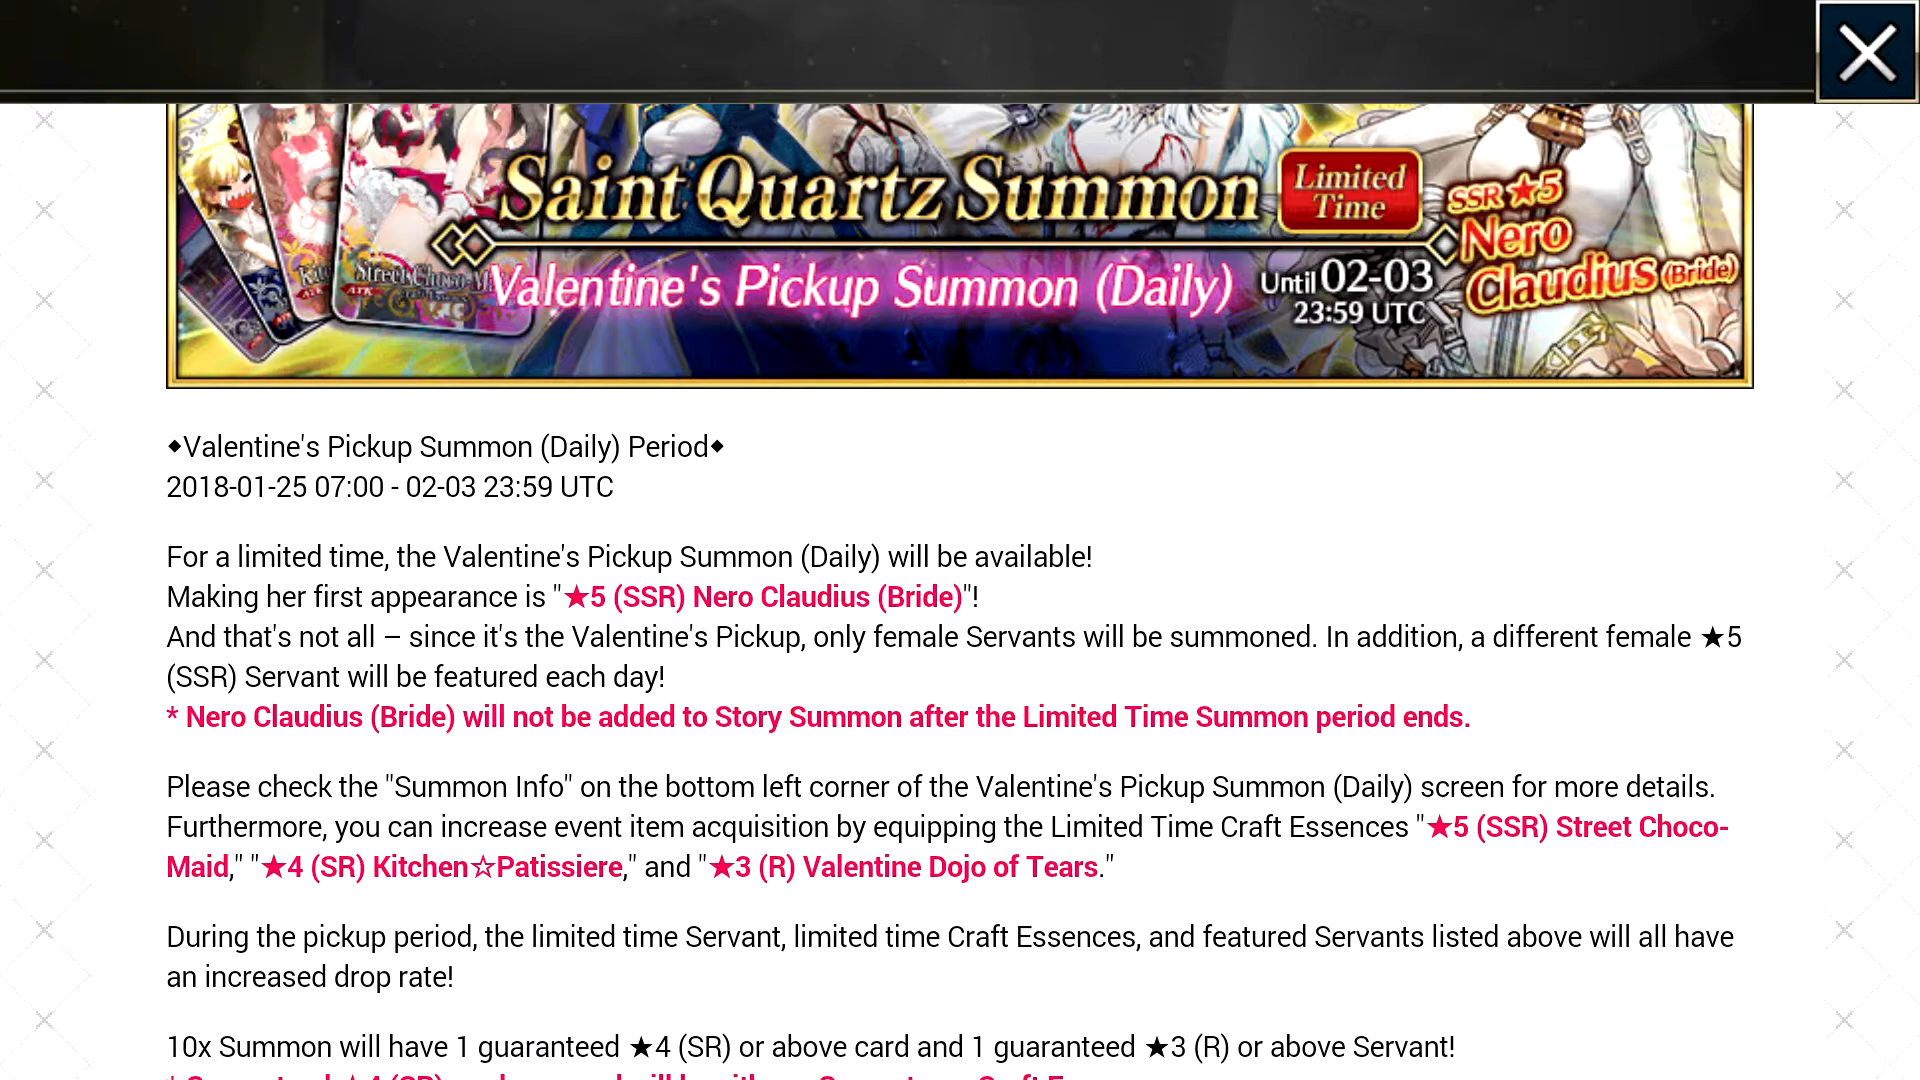 Saint Quartz Summon
Limited
Time
SSR ★5
Nero
Claudius (Bride)
Street Choco-M
ATK
Valentine's Pickup Summon (Daily)
Until 02-03
23:59 UTC
◆Valentine's Pickup Summon (Daily) Period◆
2018-01-25 07:00 - 02-03 23:59 UTC
For a limited time, the Valentine's Pickup Summon (Daily) will be available!
Making her first appearance is "★5 (SSR) Nero Claudius (Bride)"!
And that's not all – since it's the Valentine's Pickup, only female Servants will be summoned. In addition, a different female ★5
(SSR) Servant will be featured each day!
* Nero Claudius (Bride) will not be added to Story Summon after the Limited Time Summon period ends.
Please check the "Summon Info" on the bottom left corner of the Valentine's Pickup Summon (Daily) screen for more details.
Furthermore, you can increase event item acquisition by equipping the Limited Time Craft Essences "★5 (SSR) Street Choco-
Maid," "★4 (SR) Kitchen☆Patissiere," and "★3 (R) Valentine Dojo of Tears."
During the pickup period, the limited time Servant, limited time Craft Essences, and featured Servants listed above will all have
an increased drop rate!
10x Summon will have 1 guaranteed ★4 (SR) or above card and 1 guaranteed ★3 (R) or above Servant!